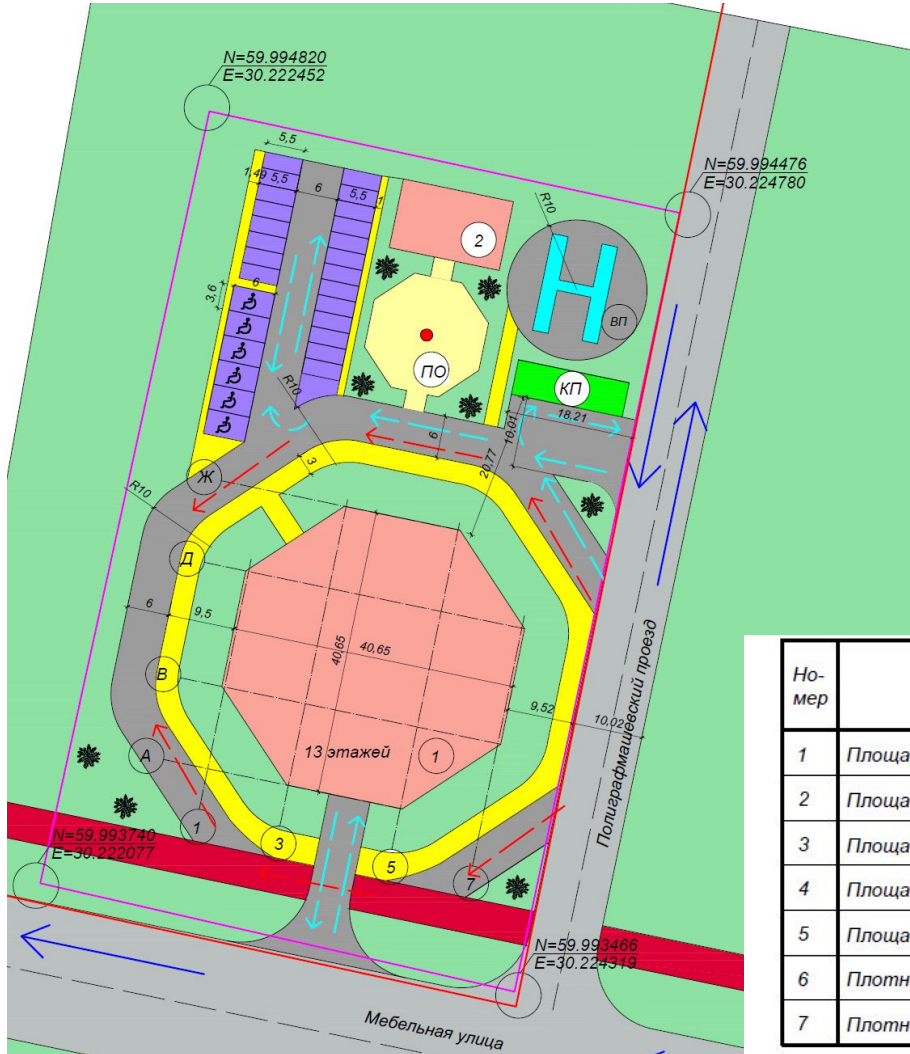 N=59.994820
E=30.222452
5,5
1,49
5,5
6
5,5
1
N=59.994476
E=30.224780
R10
2
ВП
3,6
6
ПО
КП
18,21
R10
6
10,01
20,77
3
Ж
R10
Д
6
9,5
40,65
40,65
В
9,52
10,02
Полиграфмашевский проезд
13 этажей
1
А
1
3
5
7
N=59.993740
E=30.222077
N=59.993466
E=30.224319
Мебельная улица
Но-
мер
1 Площа
2 Площа
3 Площа
4 Площа
5 Площа
6 Плотн
7 Плотн